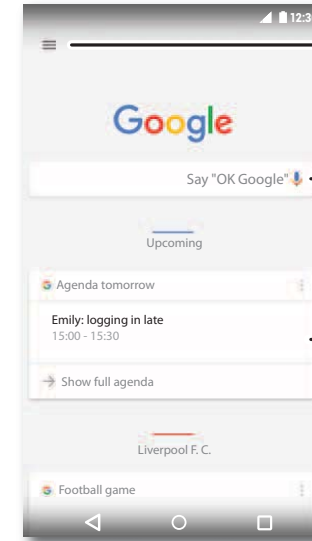 12:3
Google
Say "OK Google"
Upcoming
Agenda tomorrow
Emily: logging in late
15:00 - 15:30
Show full agenda
Liverpool F. C.
Football game